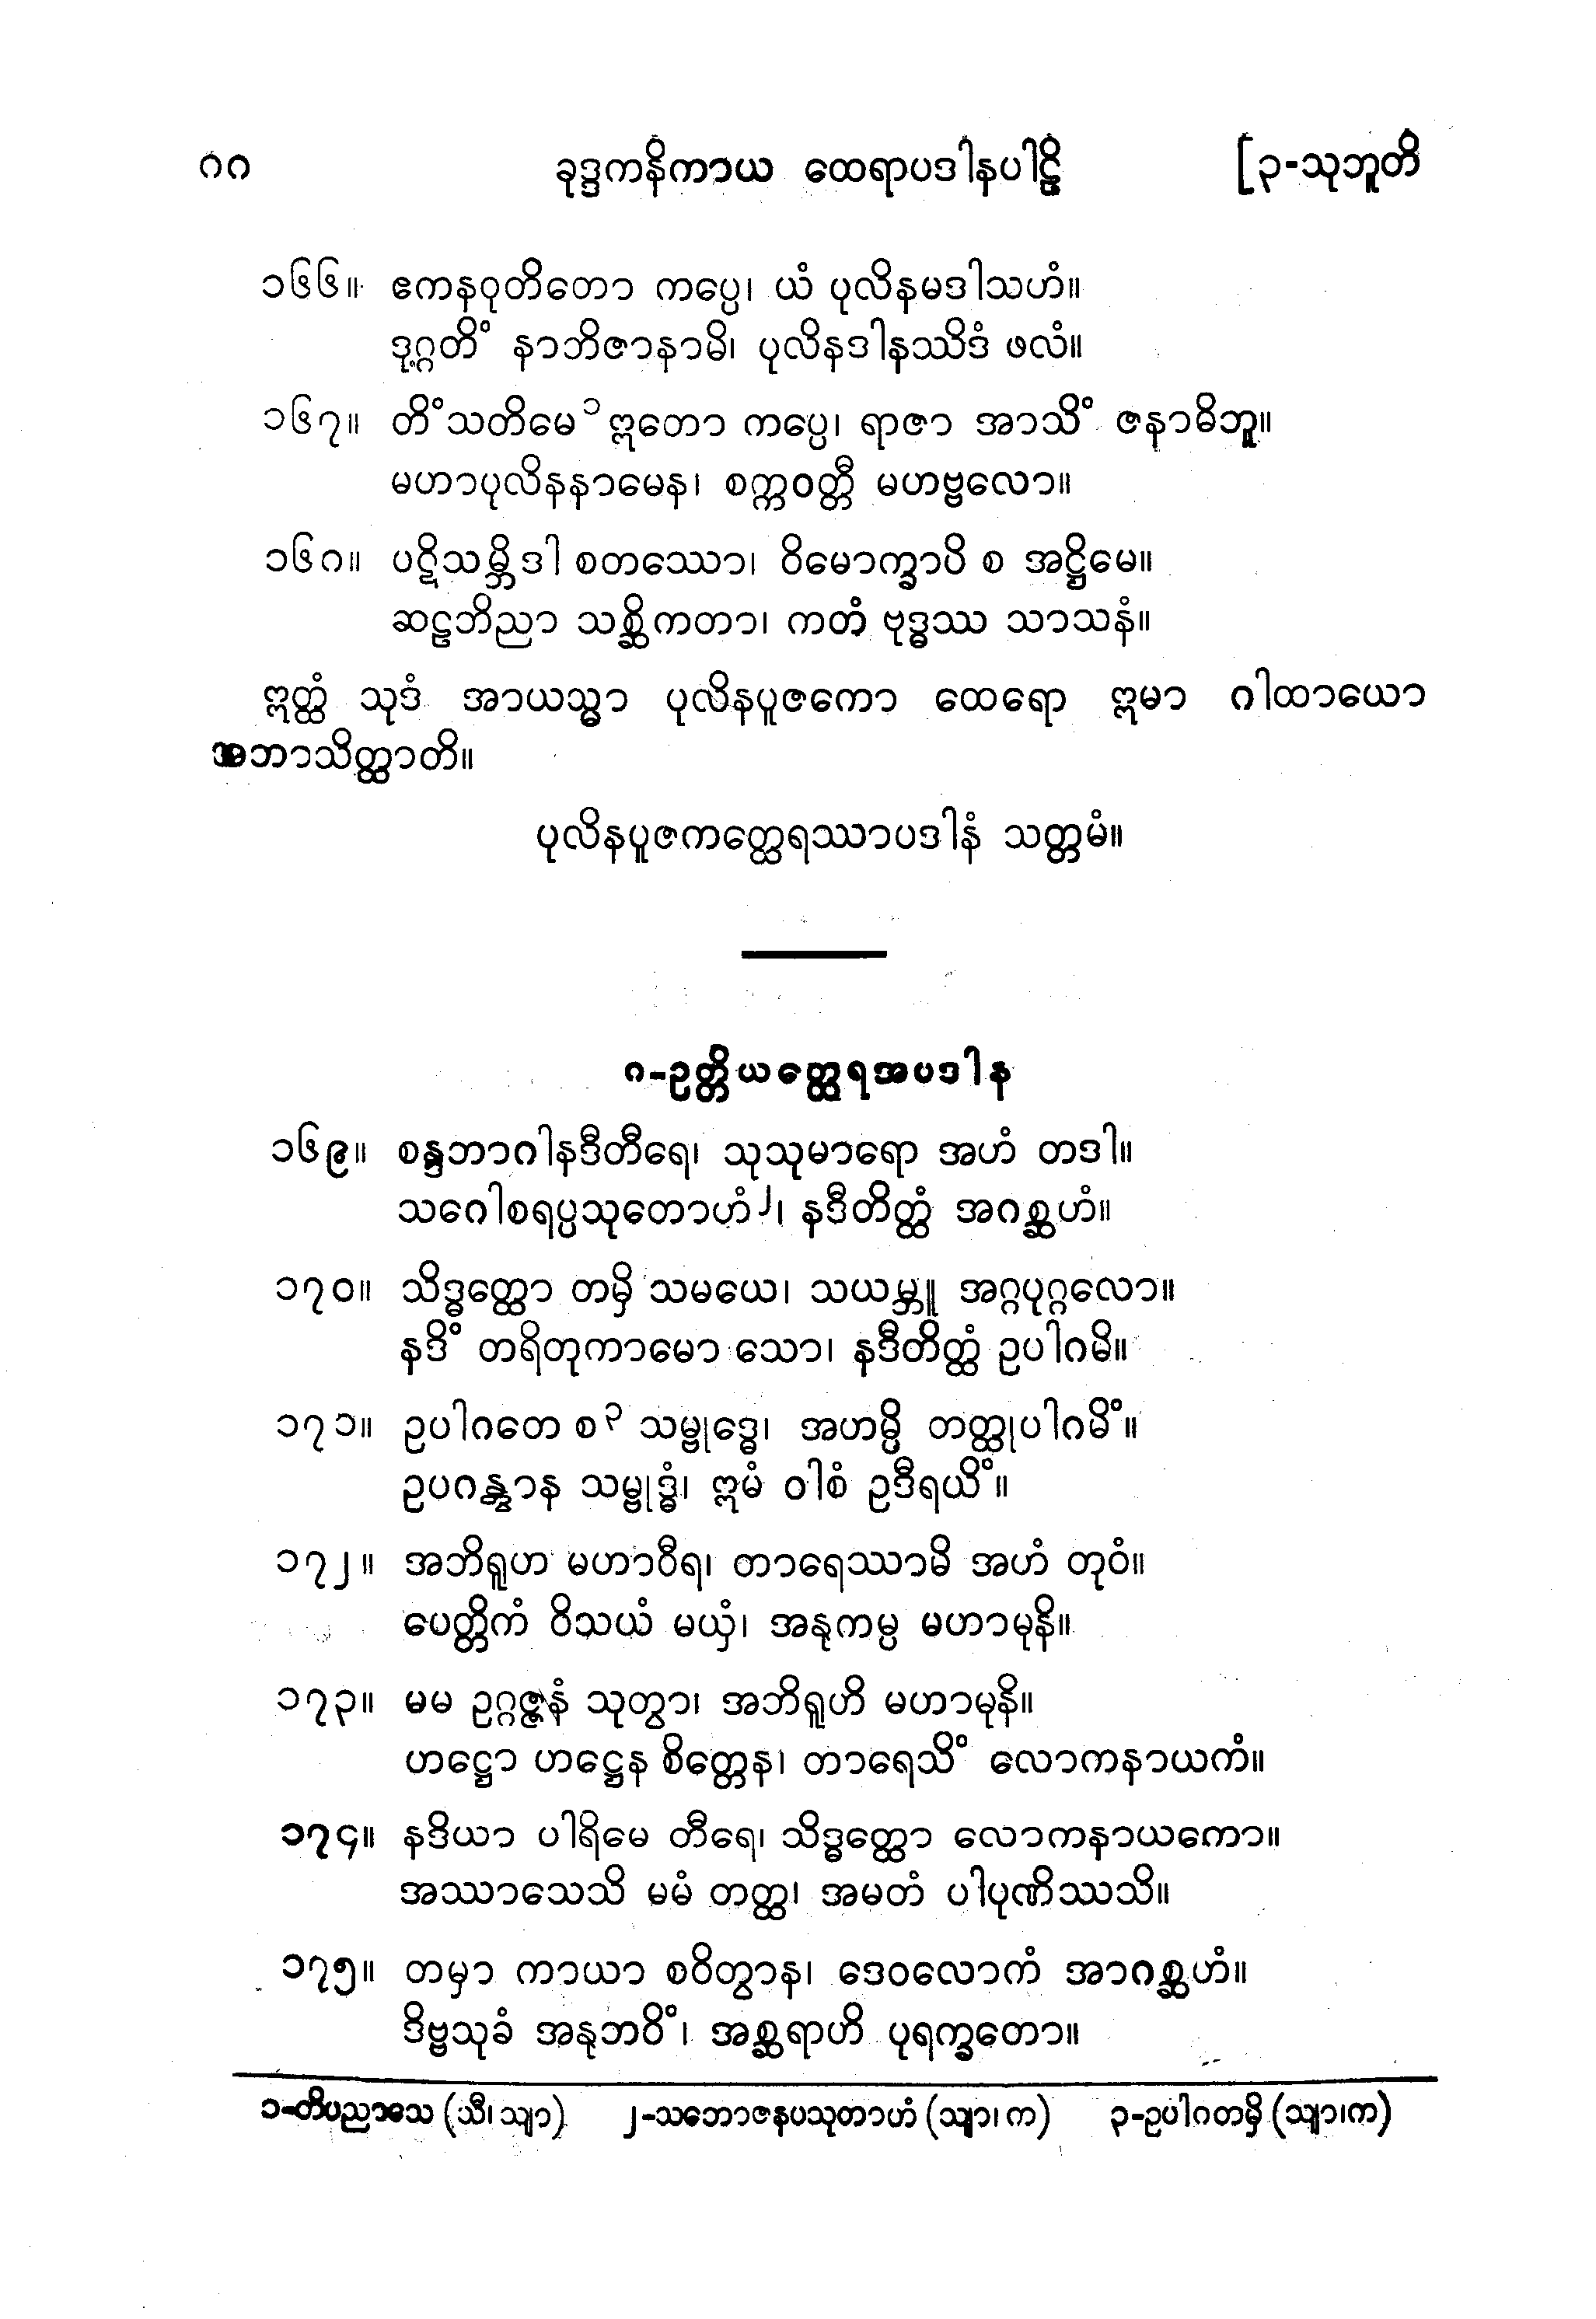 ၈၈ ခုဒ္ဒကနိကာယ ထေရာပဒါနပါဠိ [၃-သုဘူတိ
၁၆၆။ ဧကနဝုတိတော ကပ္ပေ၊ ယံ ပုလိနမဒါသဟံ။
ဒုဂ္ဂတိံ နာဘိဇာနာမိ၊ ပုလိနဒါနဿိဒံ ဖလံ။
၁၆၇။ တိံသတိမေ ၁ ဣတော ကပ္ပေ၊ ရာဇာ အာသိံ ဇနာဓိဘူ။
မဟာပုလိနနာမေန၊ စက္ကဝတ္တီ မဟဗ္ဗလော။
၁၆၈။ ပဋိသမ္ဘိဒါ စတဿော၊ ဝိမောက္ခာပိ စ အဋ္ဌိမေ။
ဆဠဘိညာ သစ္ဆိကတာ၊ ကတံ ဗုဒ္ဓဿ သာသနံ။
ဣတ္ထံ သုဒံ အာယသ္မာ ပုလိနပူဇကော ထေရော ဣမာ ဂါထာယော
အဘာသိတ္ထာတိ။
ပုလိနပူဇကတ္ထေရဿာပဒါနံ သတ္တမံ။
၈-ဥတ္တိယတ္ထေရအပဒါန
၁၆၉။ စန္ဒဘာဂါနဒီတီရေ၊ သုသုမာရော အဟံ တဒါ။
သဂေါစရပ္ပသုတောဟံ ၂၊ နဒီတိတ္ထံ အဂစ္ဆဟံ။
၁၇၀။ သိဒ္ဓတ္ထော တမှိ သမယေ၊ သယမ္ဘူ အဂ္ဂပုဂ္ဂလော။
နဒိံ တရိတုကာမော သော၊ နဒီတိတ္ထံ ဥပါဂမိ။
၁၇၁။ ဥပါဂတေ စ ၃ သမ္ဗုဒ္ဓေ၊ အဟမ္ပိ တတ္ထုပါဂမိံ။
ဥပဂန္တွာန သမ္ဗုဒ္ဓံ၊ ဣမံ ဝါစံ ဥဒီရယိံ။
၁၇၂။ အဘိရူဟ မဟာဝီရ၊ တာရေဿာမိ အဟံ တုဝံ။
ပေတ္တိကံ ဝိသယံ မယှံ၊ အနုကမ္ပ မဟာမုနိ။
၁၇၃။ မမ ဥဂ္ဂဇ္ဇနံ သုတွာ၊ အဘိရူဟိ မဟာမုနိ။
ဟဋ္ဌော ဟဋ္ဌေန စိတ္တေန၊ တာရေသိံ လောကနာယကံ။
၁၇၄။ နဒိယာ ပါရိမေ တီရေ၊ သိဒ္ဓတ္ထော လောကနာယကော။
အဿာသေသိ မမံ တတ္ထ၊ အမတံ ပါပုဏိဿသိ။
၁၇၅။ တမှာ ကာယာ စဝိတွာန၊ ဒေဝလောကံ အာဂစ္ဆဟံ။
ဒိဗ္ဗသုခံ အနုဘဝိံ၊ အစ္ဆရာဟိ ပုရက္ခတော။
၁-တိပညာသေ (သီ၊ သျာ) ၂-သဘောဇနပသုတာဟံ (သျာ၊ က) ၃-ဥပါဂတမှိ (သျာ၊က)